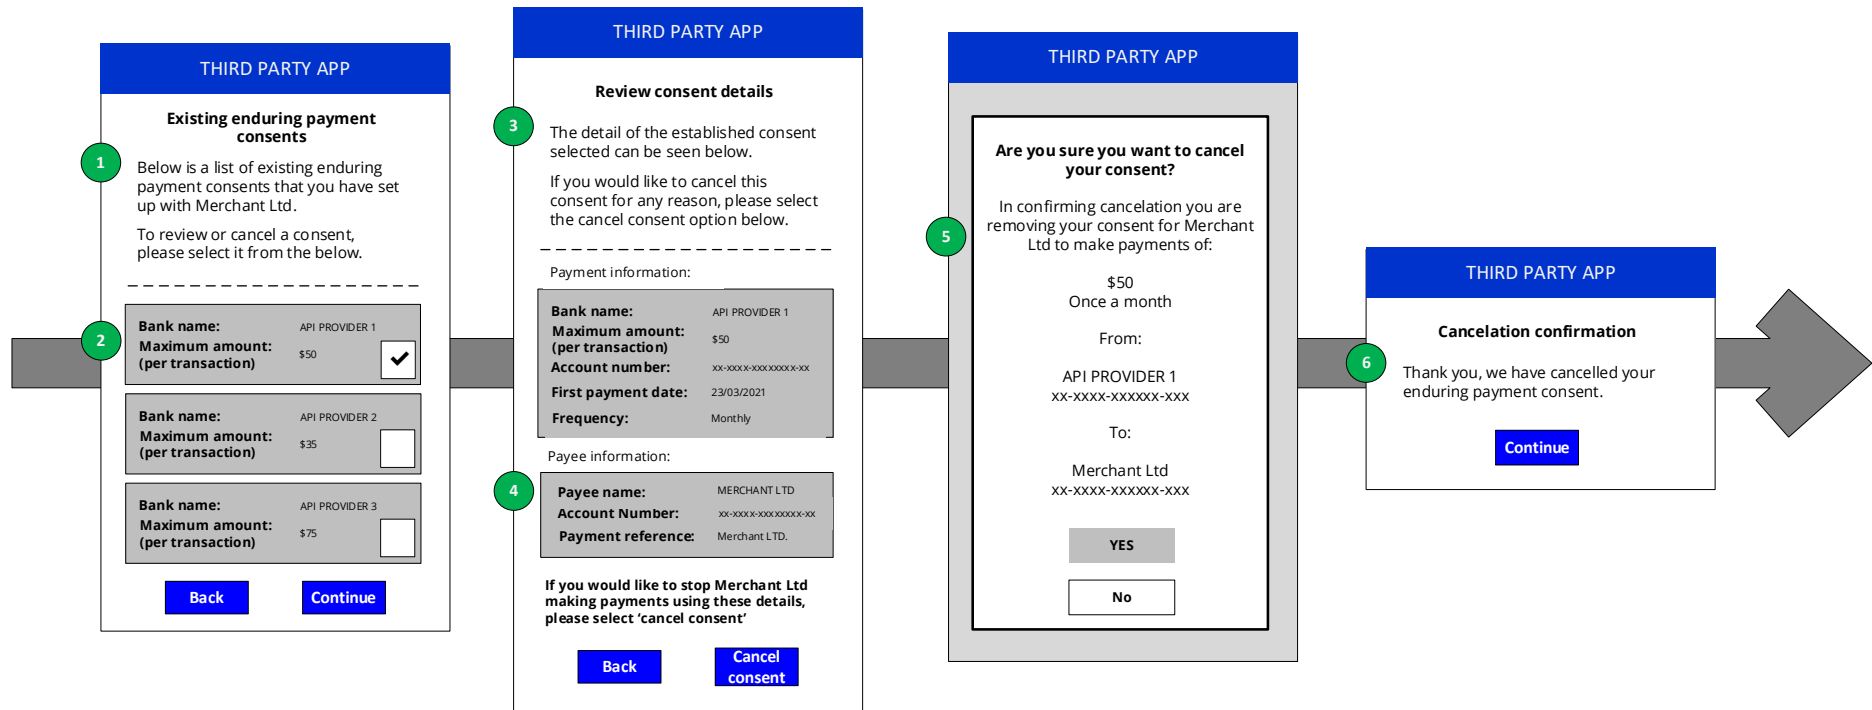 THIRD PARTY APP
Existing enduring payment
consents
1
Below is a list of existing enduring
payment consents that you have set
up with Merchant Ltd.
To review or cancel a consent,
please select it from the below.
2
Bank name: API PROVIDER 1
Maximum amount:
(per transaction) $50
Bank name: API PROVIDER 2
Maximum amount:
(per transaction) $35
Bank name: API PROVIDER 3
Maximum amount:
(per transaction) $75
Back Continue
THIRD PARTY APP
Review consent details
3
The detail of the established consent
selected can be seen below.
If you would like to cancel this
consent for any reason, please select
the cancel consent option below.
Payment information:
Bank name: API PROVIDER 1
Maximum amount:
(per transaction) $50
Account number: xx-xxxx-xxxxxxxx-xx
First payment date: 23/03/2021
Frequency: Monthly
Payee information:
4
Payee name: MERCHANT LTD
Account Number: xx-xxxx-xxxxxxxx-xx
Payment reference: Merchant LTD.
If you would like to stop Merchant Ltd
making payments using these details,
please select ‘cancel consent’
Back
Cancel
consent
THIRD PARTY APP
Are you sure you want to cancel
your consent?
5
In confirming cancelation you are
removing your consent for Merchant
Ltd to make payments of:
$50
Once a month
From:
API PROVIDER 1
xx-xxxx-xxxxxx-xxx
To:
Merchant Ltd
xx-xxxx-xxxxxx-xxx
YES
No
THIRD PARTY APP
Cancelation confirmation
6
Thank you, we have cancelled your
enduring payment consent.
Continue